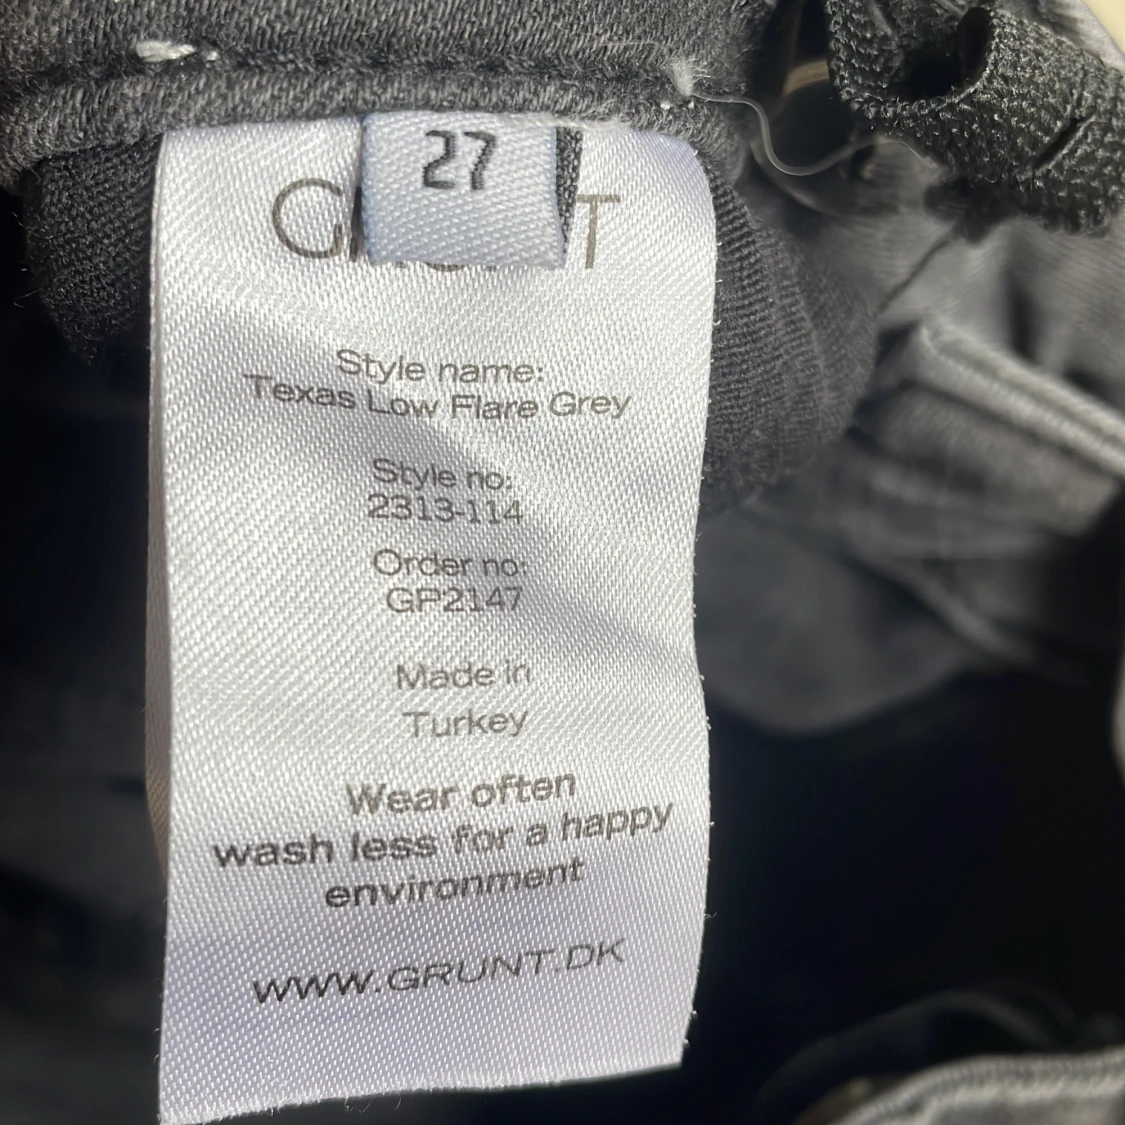 27
GRUNT
Style name:
Texas Low Flare Grey
Style no:
2313-114
Order no:
GP2147
Made in
Turkey
Wear often
wash less for a happy
environment
WWW.GRUNT.DK